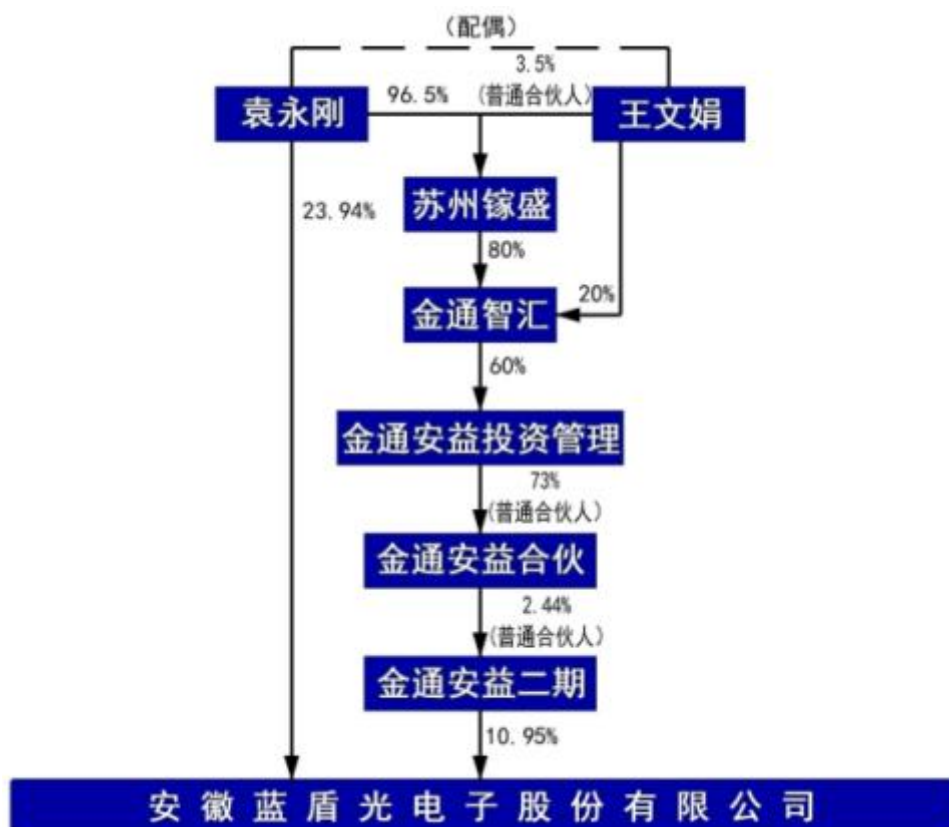 (配偶)
3.5%
96.5% (普通合伙人)
袁永刚
王文娟
苏州镓盛
23.94%
80%
20%
金通智汇
60%
金通安益投资管理
73%
(普通合伙人)
金通安益合伙
2.44%
(普通合伙人)
金通安益二期
10.95%
安徽蓝盾光电子股份有限公司